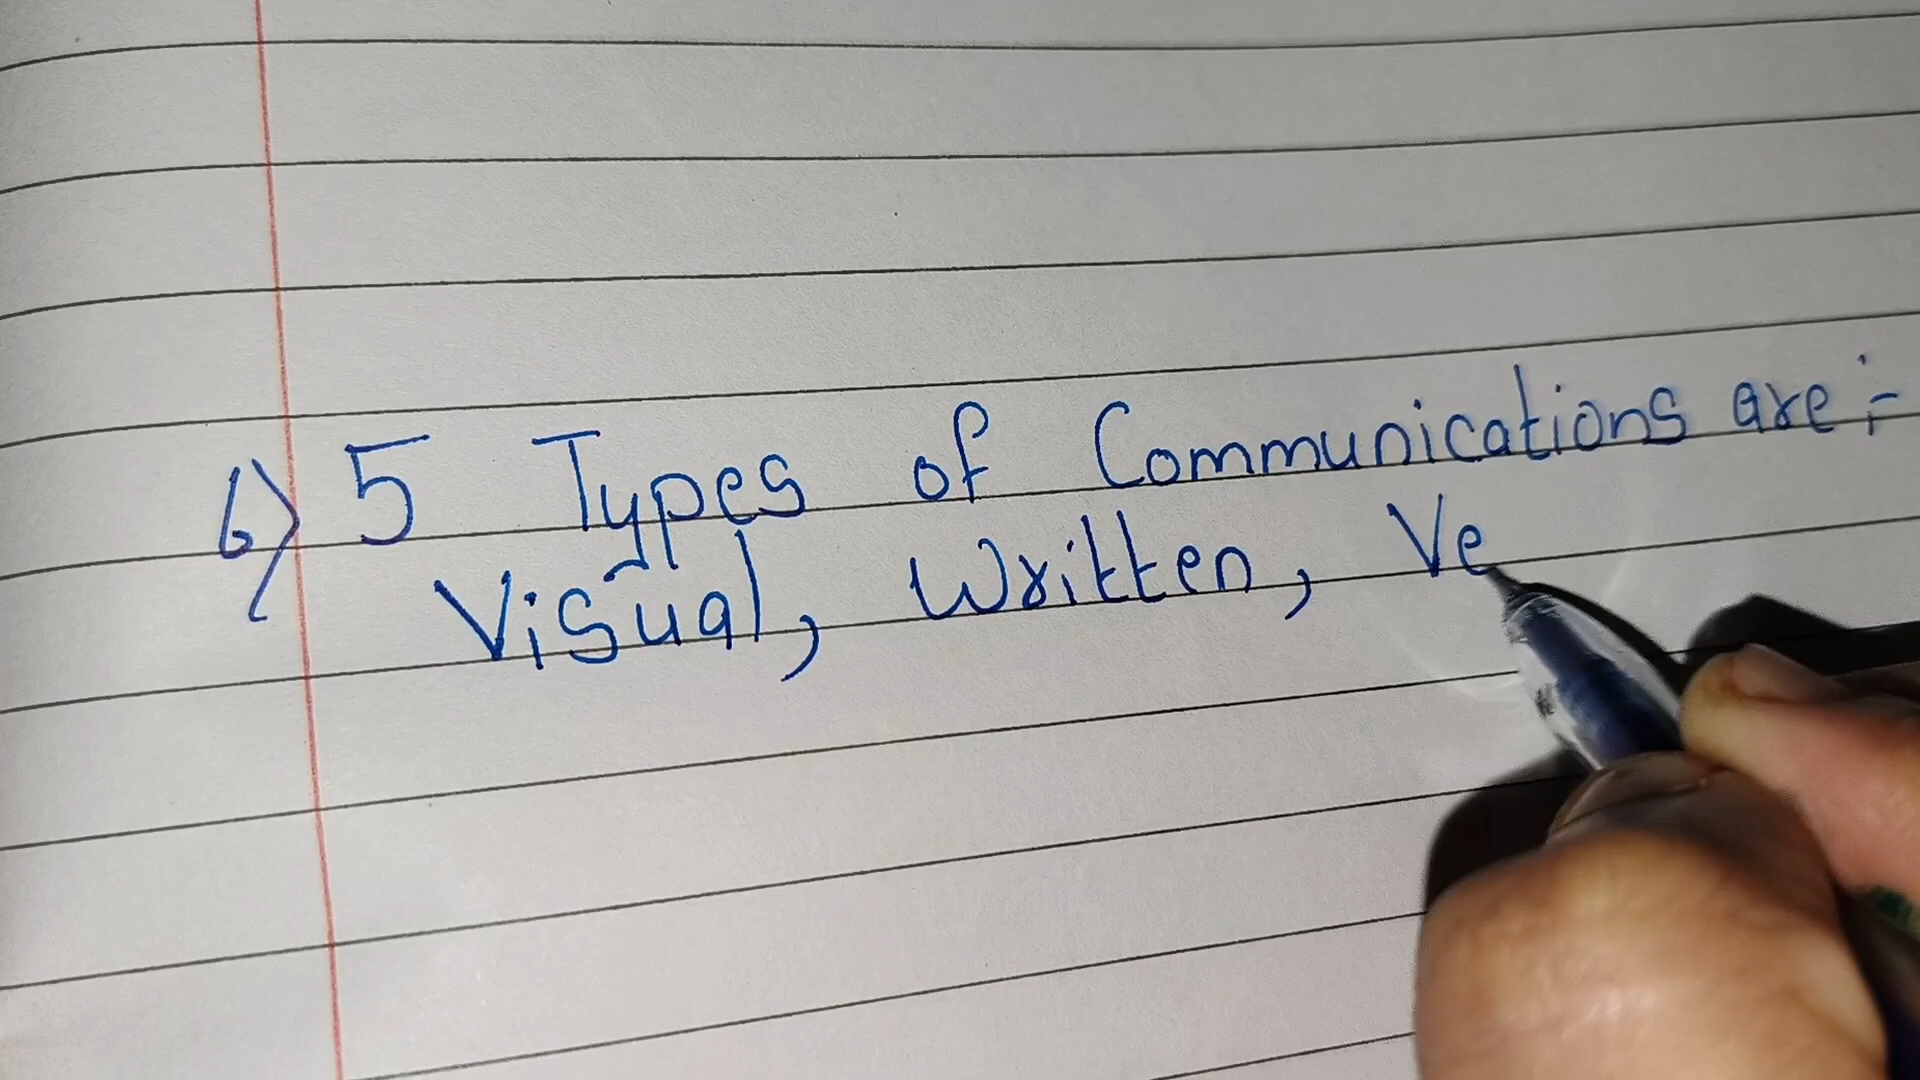 6) 5 Types of Communications are :-
Visual, Written, Ve